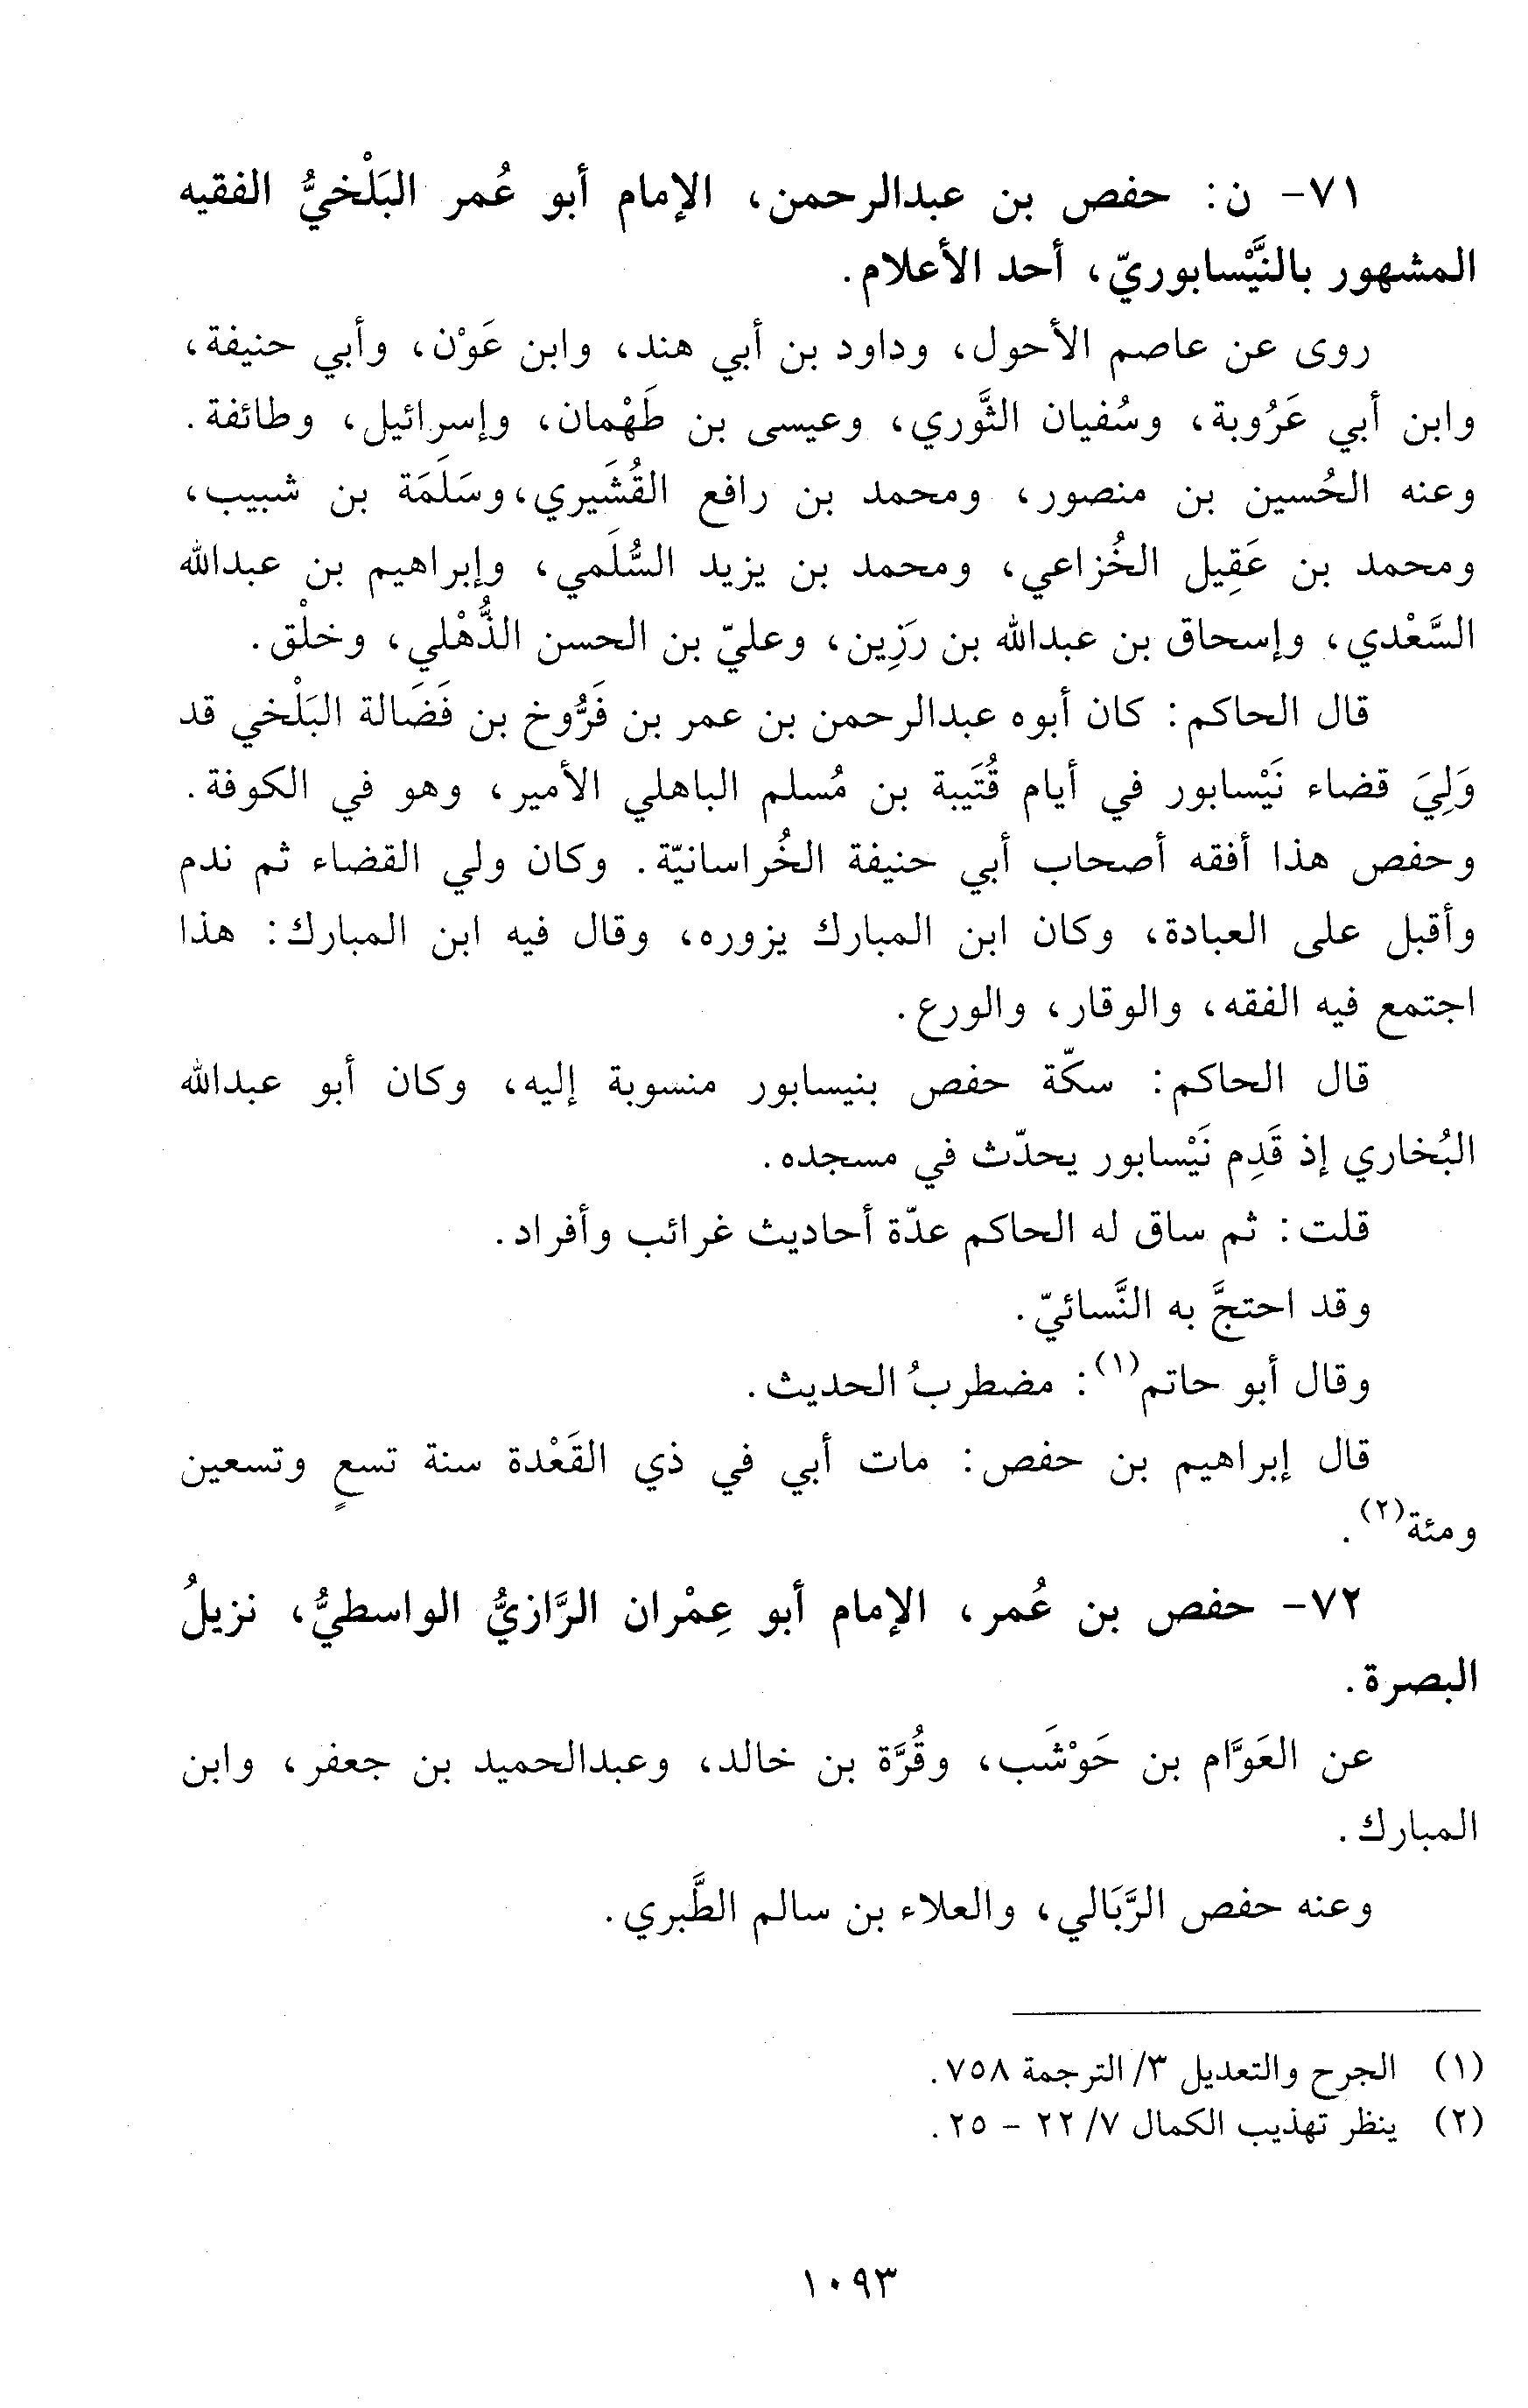 ٧١- ن: حفص بن عبدالرحمن، الإمام أبو عُمر البَلْخيُّ الفقيه
المشهور بالنَّيْسابوريّ، أحد الأعلام.
روى عن عاصم الأحول، وداود بن أبي هند، وابن عَوْن، وأبي حنيفة،
وابن أبي عَرُوبة، وسُفيان الثَّوري، وعيسى بن طَهْمان، وإسرائيل، وطائفة.
وعنه الحُسين بن منصور، ومحمد بن رافع القُشَيري، وسَلَمَة بن شبيب،
ومحمد بن عَقِيل الخُزاعي، ومحمد بن يزيد السُّلَمي، وإبراهيم بن عبدالله
السَّعْدي، وإسحاق بن عبدالله بن رَزِين، وعليّ بن الحسن الذُّهْلي، وخلْق.
قال الحاكم: كان أبوه عبدالرحمن بن عمر بن فَرُّوخ بن فَضَالة البَلْخي قد
وَلِيَ قضاء نَيْسابور في أيام قُتَيبة بن مُسلم الباهلي الأمير، وهو في الكوفة.
وحفص هذا أفقه أصحاب أبي حنيفة الخُراسانيّة. وكان ولي القضاء ثم ندم
وأقبل على العبادة، وكان ابن المبارك يزوره، وقال فيه ابن المبارك: هذا
اجتمع فيه الفقه، والوقار، والورع.
قال الحاكم: سكّة حفص بنيسابور منسوبة إليه، وكان أبو عبدالله
البُخاري إذ قَدِم نَيْسابور يحدّث في مسجده.
قلت: ثم ساق له الحاكم عدّة أحاديث غرائب وأفراد.
وقد احتجَّ به النَّسائيّ.
وقال أبو حاتم(١): مضطربُ الحديث.
قال إبراهيم بن حفص: مات أبي في ذي القَعْدة سنة تسعٍ وتسعين
ومئة(٢).
٧٢- حفص بن عُمر، الإمام أبو عِمْران الرَّازيُّ الواسطيُّ، نزيلُ
البصرة.
عن العَوَّام بن حَوْشَب، وقُرَّة بن خالد، وعبدالحميد بن جعفر، وابن
المبارك.
وعنه حفص الرَّبَالي، والعلاء بن سالم الطَّبري.
(١) الجرح والتعديل ٣/ الترجمة ٧٥٨.
(٢) ينظر تهذيب الكمال ٧/ ٢٢ - ٢٥.
١٠٩٣